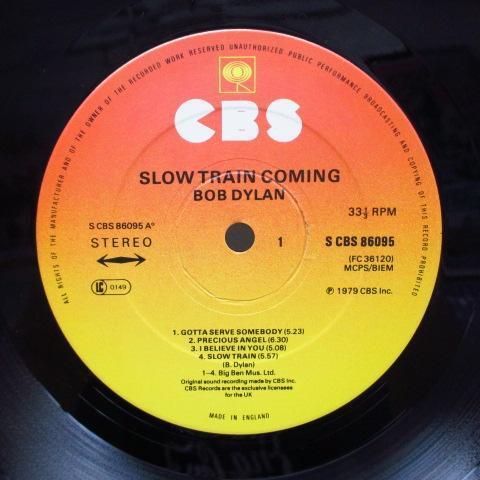 ALL RIGHTS OF THE MANUFACTURER AND OF THE OWNER OF THE RECORDED WORK RESERVED UNAUTHORIZED PUBLIC PERFORMANCE BROADCASTING AND COPYING OF THIS RECORD PROHIBITED
CBS
SLOW TRAIN COMING
BOB DYLAN
33⅓ RPM
S CBS 86095 A°
STEREO
1
S CBS 86095
(FC 36120)
MCPS/BIEM
LC 0149
℗ 1979 CBS Inc.
1. GOTTA SERVE SOMEBODY (5.23)
2. PRECIOUS ANGEL (6.30)
3. I BELIEVE IN YOU (5.08)
4. SLOW TRAIN (5.57)
(B. Dylan)
1–4. Big Ben Mus. Ltd.
Original sound recording made by CBS Inc.
CBS Records are the exclusive licensees
for the UK
MADE IN ENGLAND